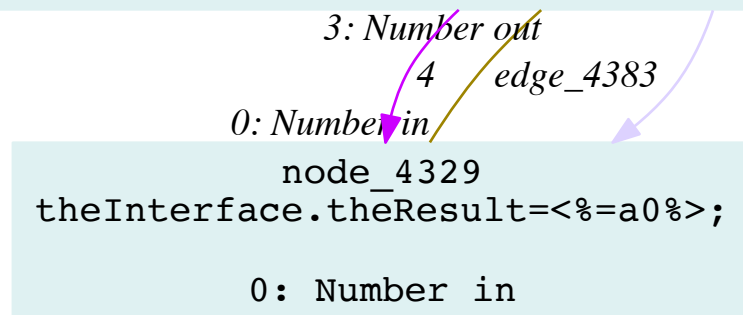 3: Number out
4 edge_4383
0: Number in
node_4329
theInterface.theResult=<%=a0%>;
0: Number in